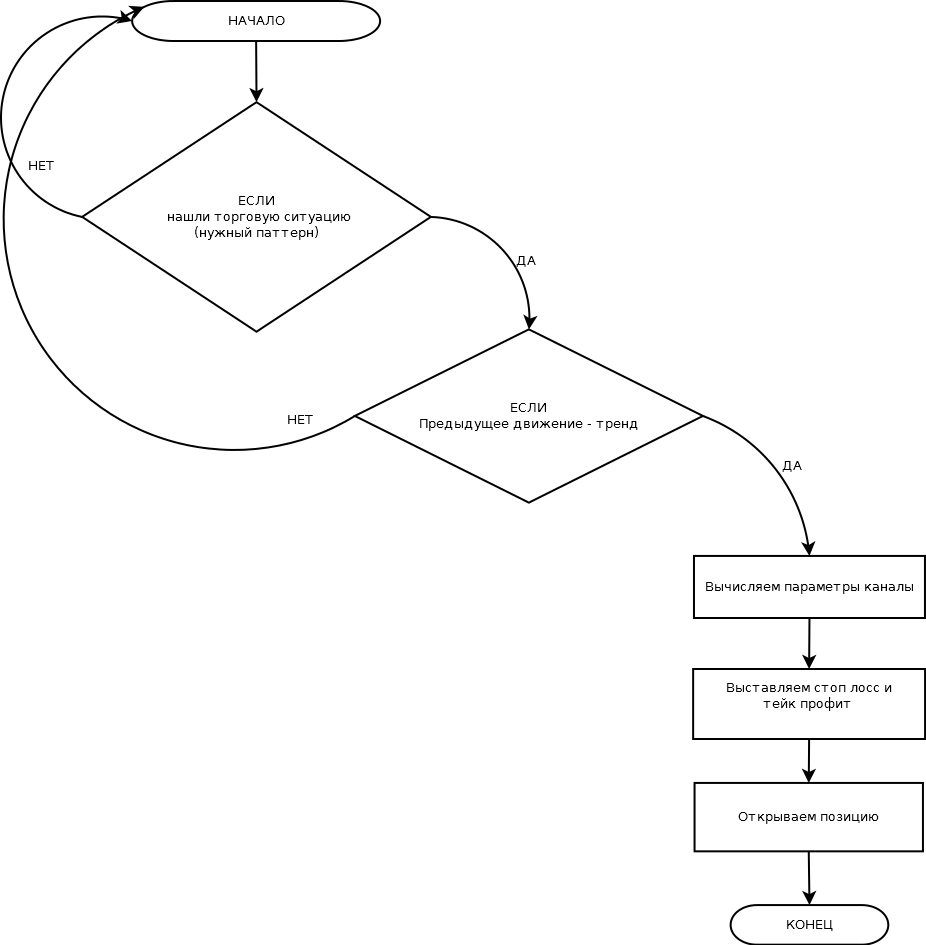 НАЧАЛО
НЕТ
ЕСЛИ
нашли торговую ситуацию
(нужный паттерн)
ДА
ЕСЛИ
Предыдущее движение - тренд
НЕТ
ДА
Вычисляем параметры каналы
Выставляем стоп лосс и
тейк профит
Открываем позицию
КОНЕЦ